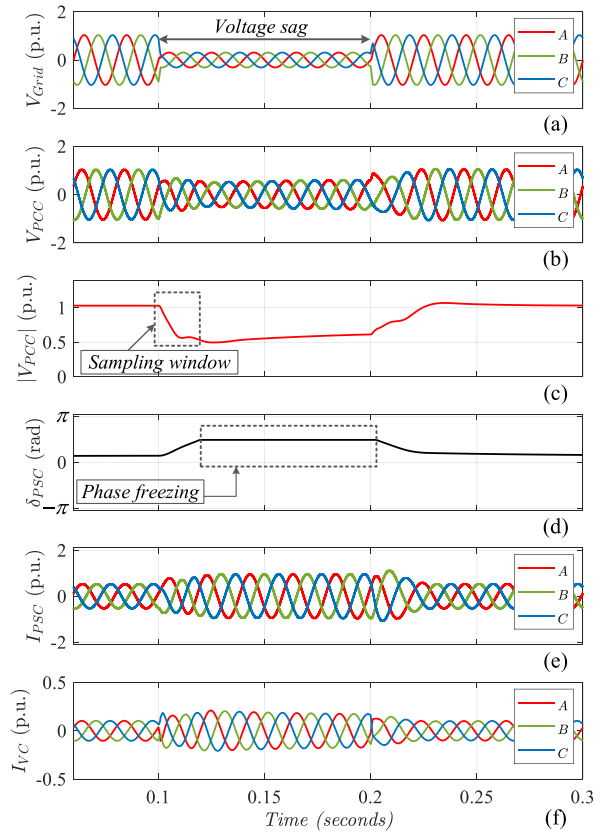 2
0
-2
V_Grid (p.u.)
Voltage sag
A
B
C
(a)
2
0
-2
V_PCC (p.u.)
A
B
C
(b)
1
0.5
0
|V_PCC| (p.u.)
Sampling window
(c)
π
0
−π
δ_PSC (rad)
Phase freezing
(d)
2
0
-2
I_PSC (p.u.)
A
B
C
(e)
0.5
0
-0.5
I_VC (p.u.)
A
B
C
0.1 0.15 0.2 0.25 0.3
Time (seconds)
(f)